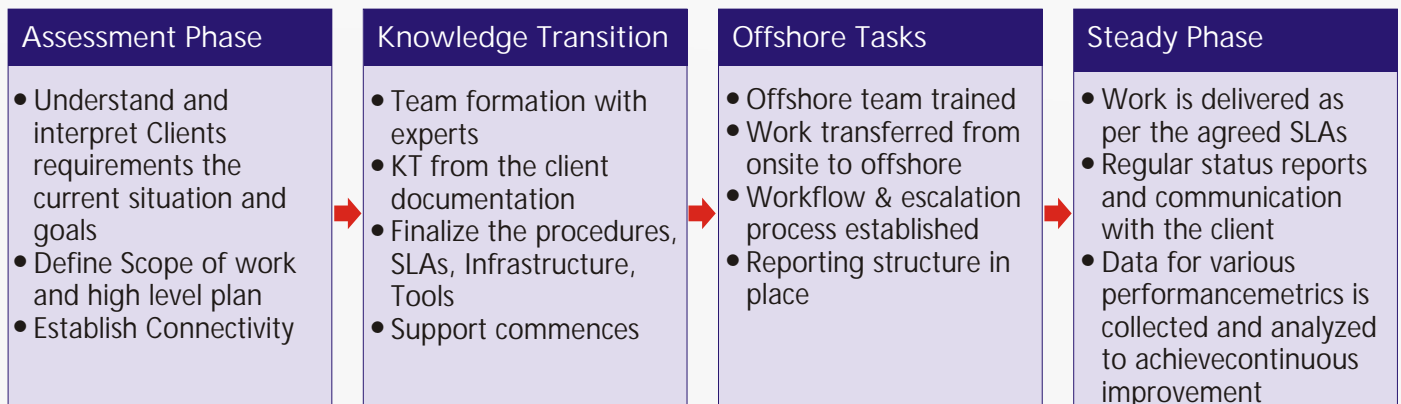 Assessment Phase
• Understand and
interpret Clients
requirements the
current situation and
goals
• Define Scope of work
and high level plan
• Establish Connectivity
Knowledge Transition
• Team formation with
experts
• KT from the client
documentation
• Finalize the procedures,
SLAs, Infrastructure,
Tools
• Support commences
Offshore Tasks
• Offshore team trained
• Work transferred from
onsite to offshore
• Workflow & escalation
process established
• Reporting structure in
place
Steady Phase
• Work is delivered as
per the agreed SLAs
• Regular status reports
and communication
with the client
• Data for various
performancemetrics is
collected and analyzed
to achievecontinuous
improvement